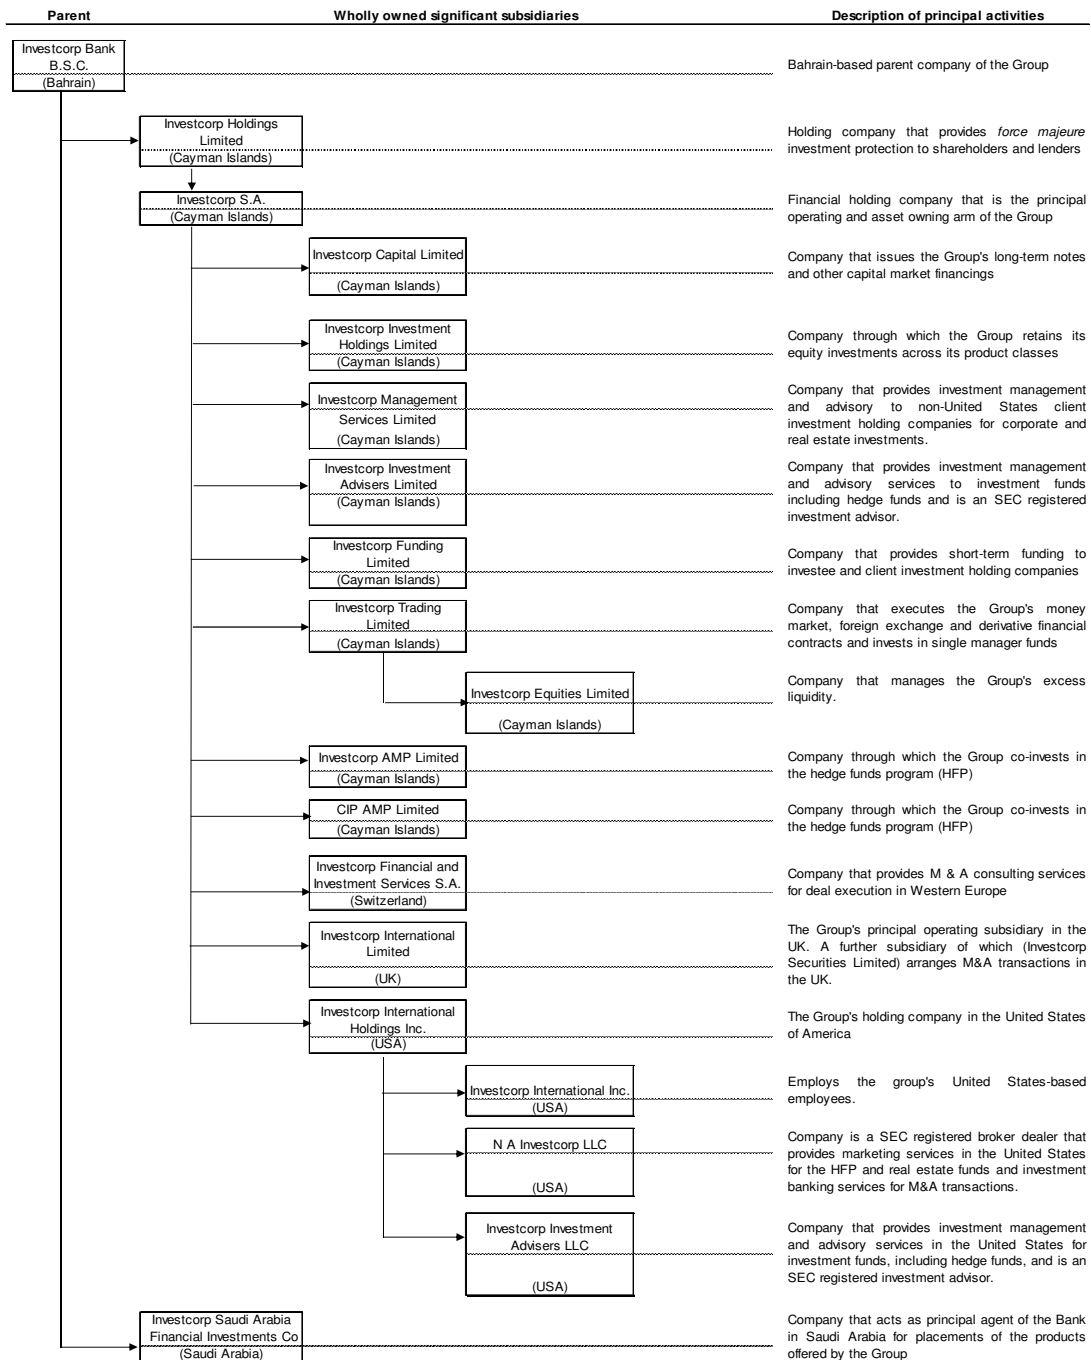 Parent Wholly owned significant subsidiaries Description of principal activities
Investcorp Bank
B.S.C.
(Bahrain)
Bahrain-based parent company of the Group
Investcorp Holdings
Limited
(Cayman Islands)
Holding company that provides force majeure
investment protection to shareholders and lenders
Investcorp S.A.
(Cayman Islands)
Financial holding company that is the principal
operating and asset owning arm of the Group
Investcorp Capital Limited
(Cayman Islands)
Company that issues the Group's long-term notes
and other capital market financings
Investcorp Investment
Holdings Limited
(Cayman Islands)
Company through which the Group retains its
equity investments across its product classes
Investcorp Management
Services Limited
(Cayman Islands)
Company that provides investment management
and advisory to non-United States client
investment holding companies for corporate and
real estate investments.
Investcorp Investment
Advisers Limited
(Cayman Islands)
Company that provides investment management
and advisory services to investment funds
including hedge funds and is an SEC registered
investment advisor.
Investcorp Funding
Limited
(Cayman Islands)
Company that provides short-term funding to
investee and client investment holding companies
Investcorp Trading
Limited
(Cayman Islands)
Company that executes the Group's money
market, foreign exchange and derivative financial
contracts and invests in single manager funds
Investcorp Equities Limited
(Cayman Islands)
Company that manages the Group's excess
liquidity.
Investcorp AMP Limited
(Cayman Islands)
Company through which the Group co-invests in
the hedge funds program (HFP)
CIP AMP Limited
(Cayman Islands)
Company through which the Group co-invests in
the hedge funds program (HFP)
Investcorp Financial and
Investment Services S.A.
(Switzerland)
Company that provides M & A consulting services
for deal execution in Western Europe
Investcorp International
Limited
(UK)
The Group's principal operating subsidiary in the
UK. A further subsidiary of which (Investcorp
Securities Limited) arranges M&A transactions in
the UK.
Investcorp International
Holdings Inc.
(USA)
The Group's holding company in the United States
of America
Investcorp International Inc.
(USA)
Employs the group's United States-based
employees.
N A Investcorp LLC
(USA)
Company is a SEC registered broker dealer that
provides marketing services in the United States
for the HFP and real estate funds and investment
banking services for M&A transactions.
Investcorp Investment
Advisers LLC
(USA)
Company that provides investment management
and advisory services in the United States for
investment funds, including hedge funds, and is an
SEC registered investment advisor.
Investcorp Saudi Arabia
Financial Investments Co
(Saudi Arabia)
Company that acts as principal agent of the Bank
in Saudi Arabia for placements of the products
offered by the Group